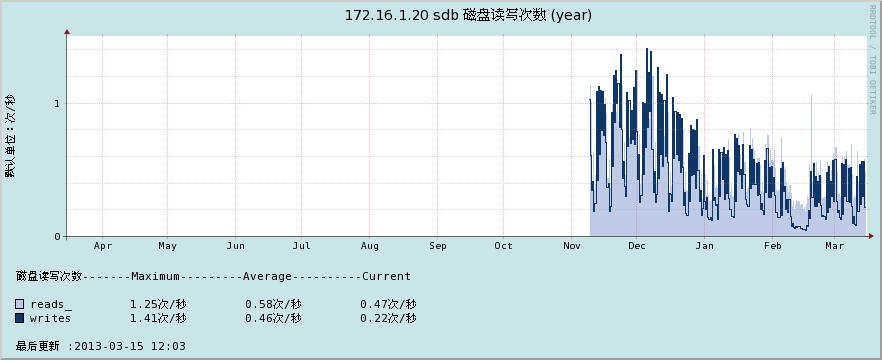 172.16.1.20 sdb 磁盘读写次数 (year)
RRDTOOL / TOBI OETIKER
默认单位：次/秒
1
0
Apr May Jun Jul Aug Sep Oct Nov Dec Jan Feb Mar
磁盘读写次数-------Maximum---------Average----------Current
reads_ 1.25次/秒 0.58次/秒 0.47次/秒
writes 1.41次/秒 0.46次/秒 0.22次/秒
最后更新 :2013-03-15 12:03